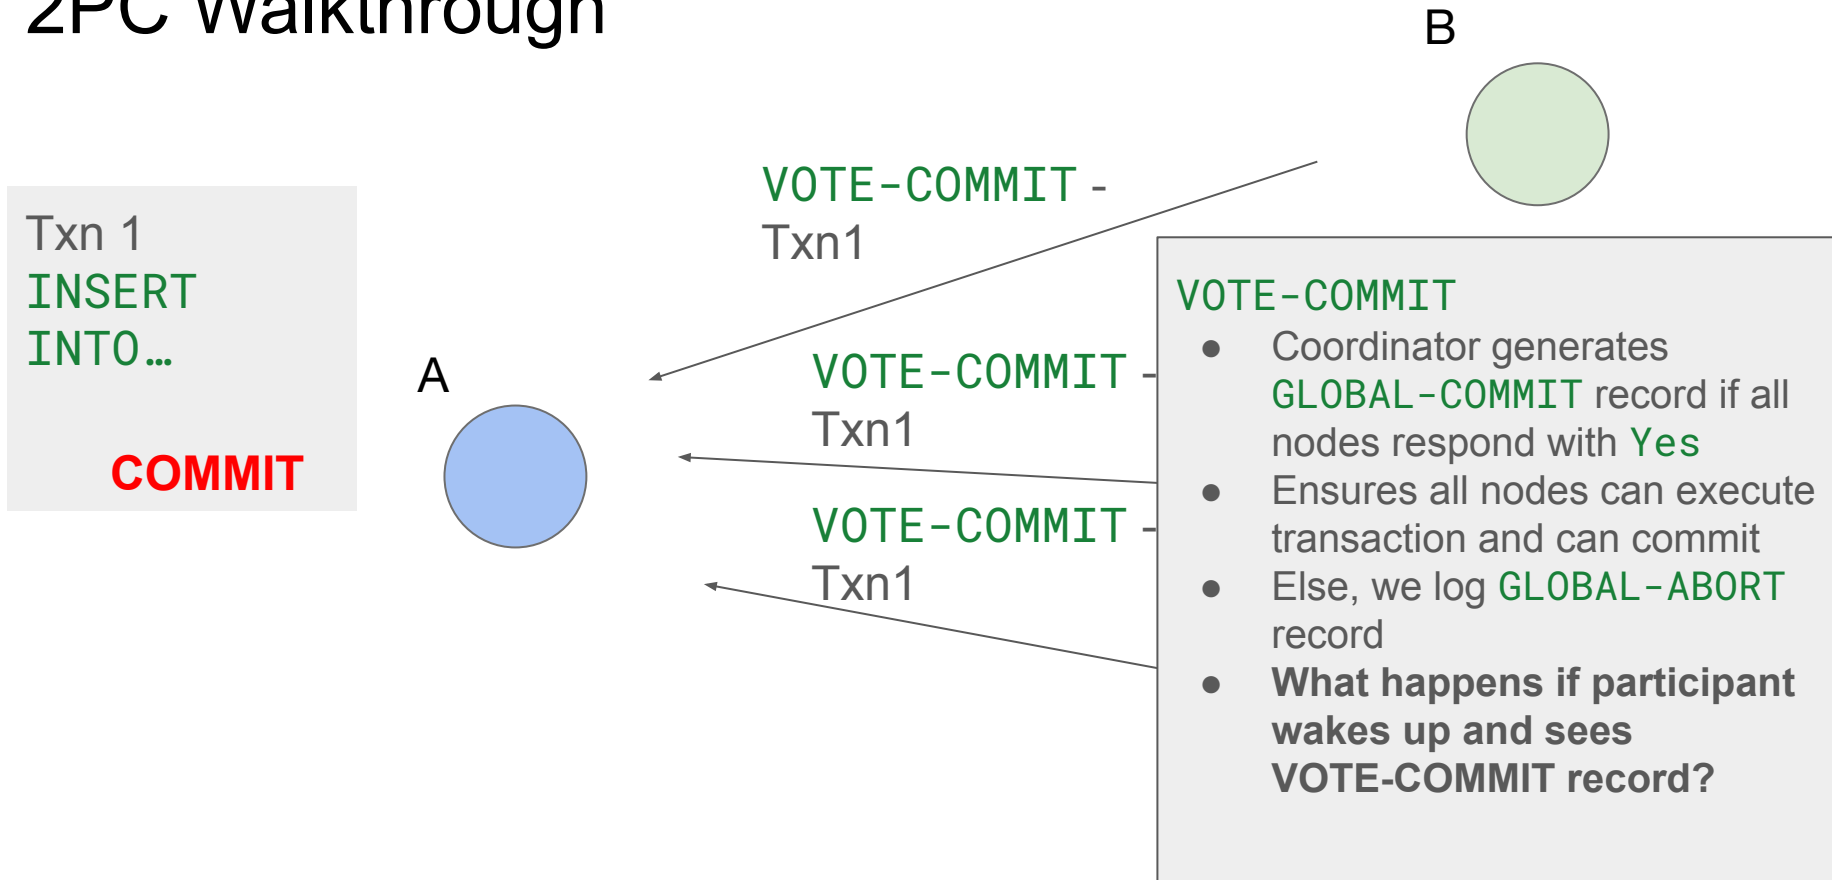 2PC Walkthrough
B
VOTE-COMMIT -
Txn1
Txn 1
INSERT
INTO…
COMMIT
A
VOTE-COMMIT -
Txn1
VOTE-COMMIT -
Txn1
VOTE-COMMIT
● Coordinator generates
GLOBAL-COMMIT record if all
nodes respond with Yes
● Ensures all nodes can execute
transaction and can commit
● Else, we log GLOBAL-ABORT
record
● What happens if participant
wakes up and sees
VOTE-COMMIT record?